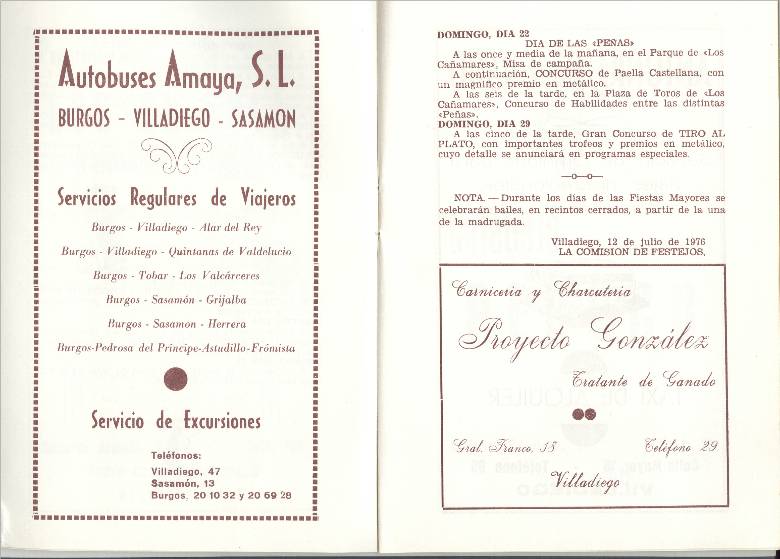 Autobuses Amaya, S. L.
BURGOS - VILLADIEGO - SASAMON
Servicios Regulares de Viajeros
Burgos - Villadiego - Alar del Rey
Burgos - Villadiego - Quintanas de Valdelucio
Burgos - Tobar - Los Valcárceres
Burgos - Sasamón - Grijalba
Burgos - Sasamon - Herrera
Burgos-Pedrosa del Príncipe-Astudillo-Frómista
Servicio de Excursiones
Teléfonos:
Villadiego, 47
Sasamón, 13
Burgos, 20 10 32 y 20 69 28
DOMINGO, DIA 22
DIA DE LAS «PEÑAS»
A las once y media de la mañana, en el Parque de «Los
Cañamares», Misa de campaña.
A continuación, CONCURSO de Paella Castellana, con
un magnífico premio en metálico.
A las seis de la tarde, en la Plaza de Toros de «Los
Cañamares», Concurso de Habilidades entre las distintas
«Peñas».
DOMINGO, DIA 29
A las cinco de la tarde, Gran Concurso de TIRO AL
PLATO, con importantes trofeos y premios en metálico,
cuyo detalle se anunciará en programas especiales.
NOTA. — Durante los días de las Fiestas Mayores se
celebrarán bailes, en recintos cerrados, a partir de la una
de la madrugada.
Villadiego, 12 de julio de 1976
LA COMISION DE FESTEJOS,
Carnicería y Charcutería
Proyecto González
Tratante de Ganado
Gral. Franco, 35 Teléfono 29
Villadiego